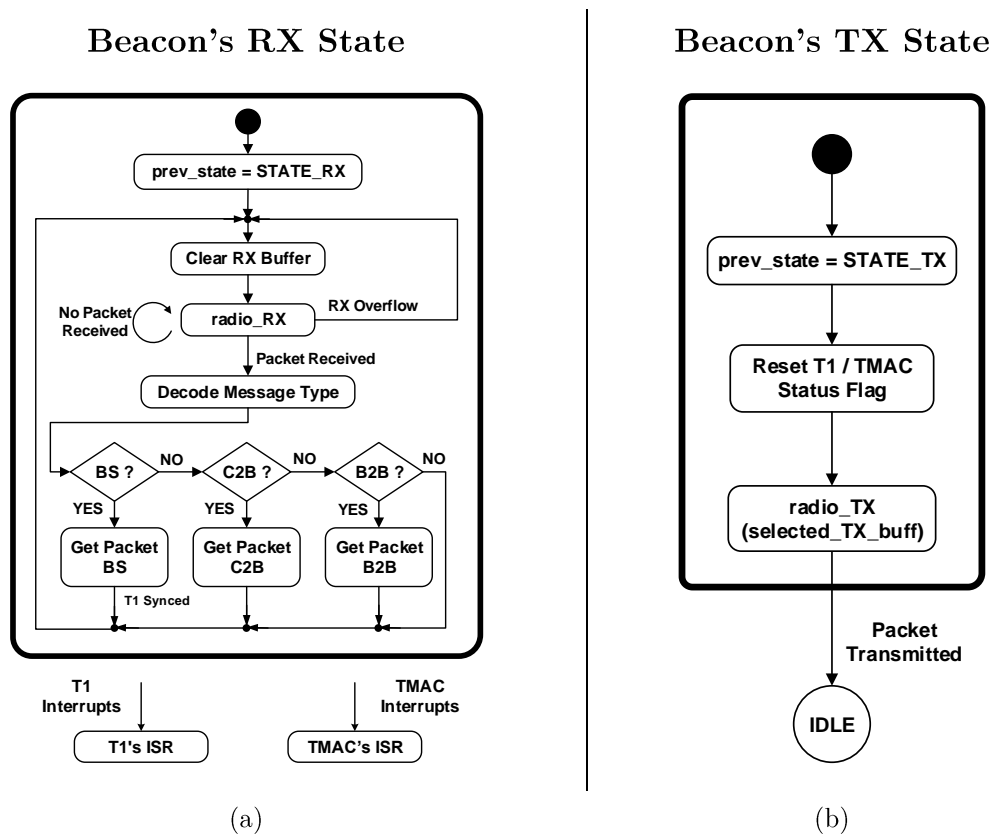 Beacon's RX State
prev_state = STATE_RX
Clear RX Buffer
radio_RX
RX Overflow
No Packet
Received
Packet Received
Decode Message Type
BS ?
NO
C2B ?
NO
B2B ?
NO
YES
YES
YES
Get Packet
BS
Get Packet
C2B
Get Packet
B2B
T1 Synced
T1
Interrupts
TMAC
Interrupts
T1's ISR
TMAC's ISR
(a)
Beacon's TX State
prev_state = STATE_TX
Reset T1 / TMAC
Status Flag
radio_TX
(selected_TX_buff)
Packet
Transmitted
IDLE
(b)